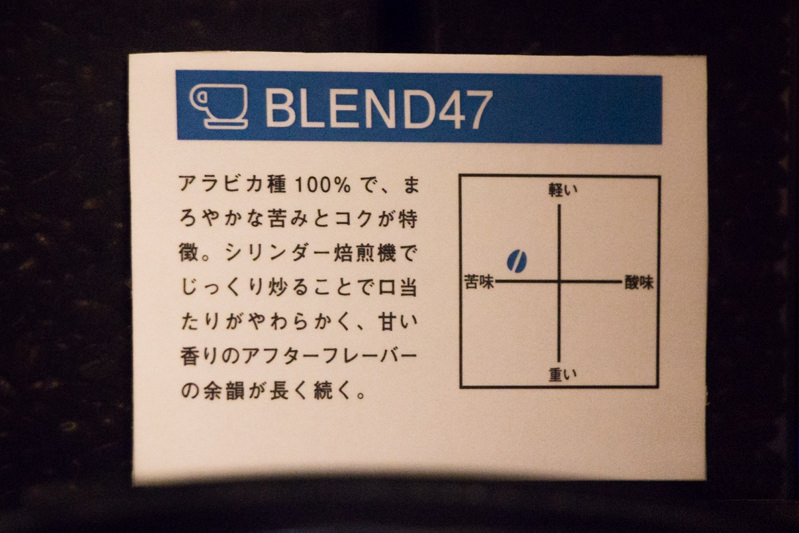 BLEND47
アラビカ種100%で、ま
ろやかな苦みとコクが特
徴。シリンダー焙煎機で
じっくり炒ることで口当
たりがやわらかく、甘い
香りのアフターフレーバー
の余韻が長く続く。
軽い
苦味
酸味
重い